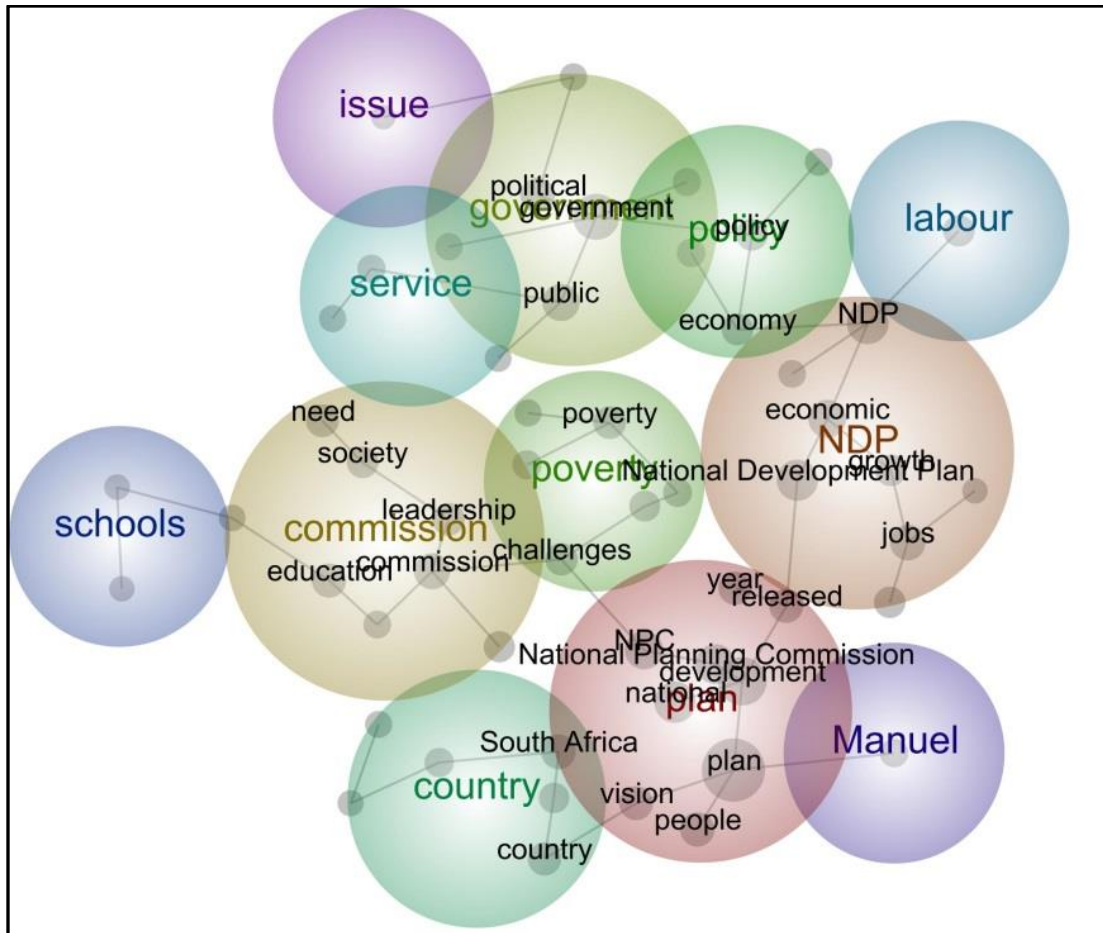 issue
political
government
government
policy
policy
labour
service
public
economy
NDP
need
poverty
economic
NDP
society
poverty
National Development Plan
growth
leadership
schools
commission
commission
challenges
jobs
education
year
released
NPC
National Planning Commission
development
national
plan
South Africa
Manuel
plan
country
vision
people
country